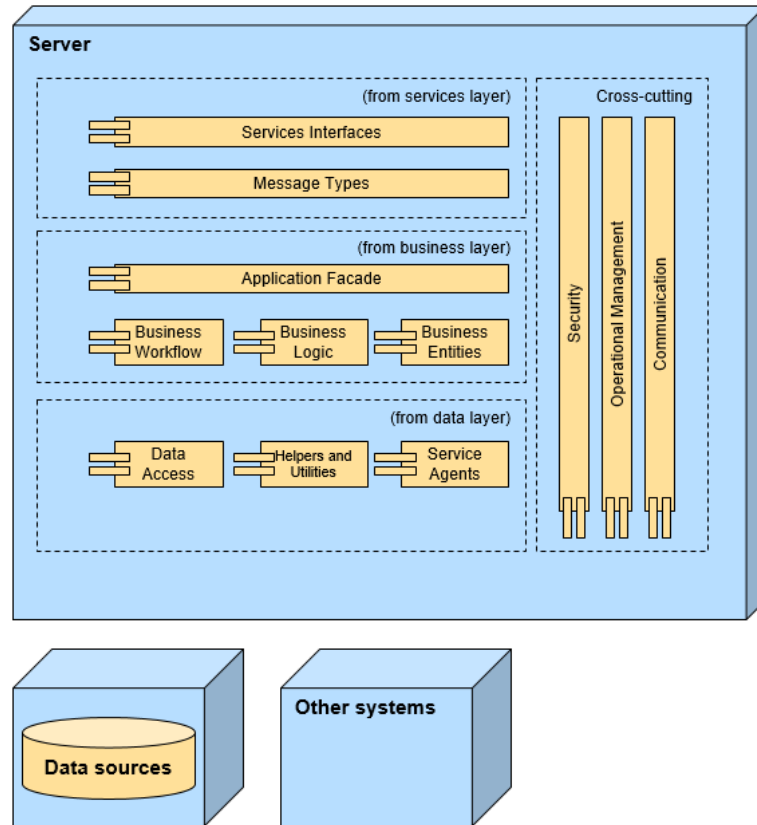 Server
(from services layer)
Services Interfaces
Message Types
(from business layer)
Application Facade
Business
Workflow
Business
Logic
Business
Entities
(from data layer)
Data
Access
Helpers and
Utilities
Service
Agents
Cross-cutting
Security
Operational Management
Communication
Data sources
Other systems